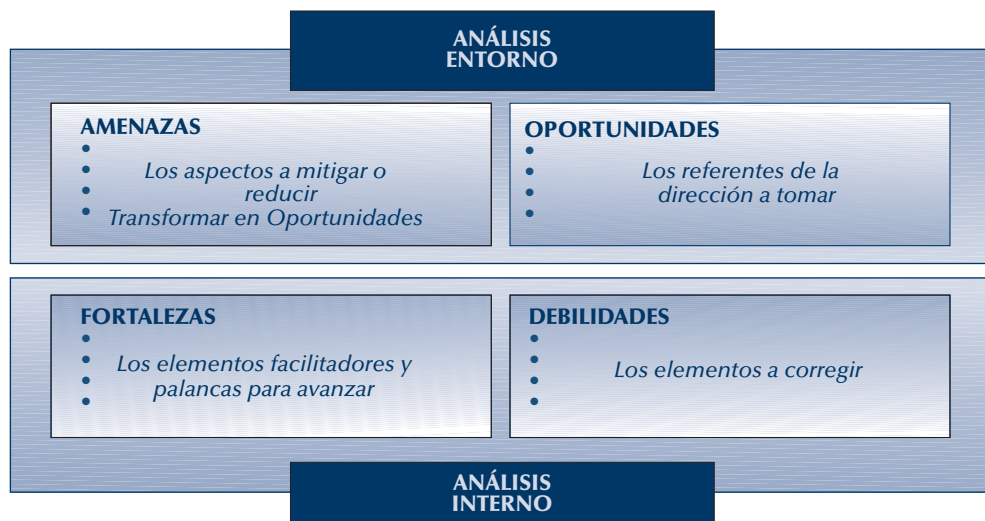 ANÁLISIS
ENTORNO
AMENAZAS
•
•
•
•
Los aspectos a mitigar o
reducir
Transformar en Oportunidades
OPORTUNIDADES
•
•
•
•
Los referentes de la
dirección a tomar
FORTALEZAS
•
•
•
•
Los elementos facilitadores y
palancas para avanzar
DEBILIDADES
•
•
•
•
Los elementos a corregir
ANÁLISIS
INTERNO